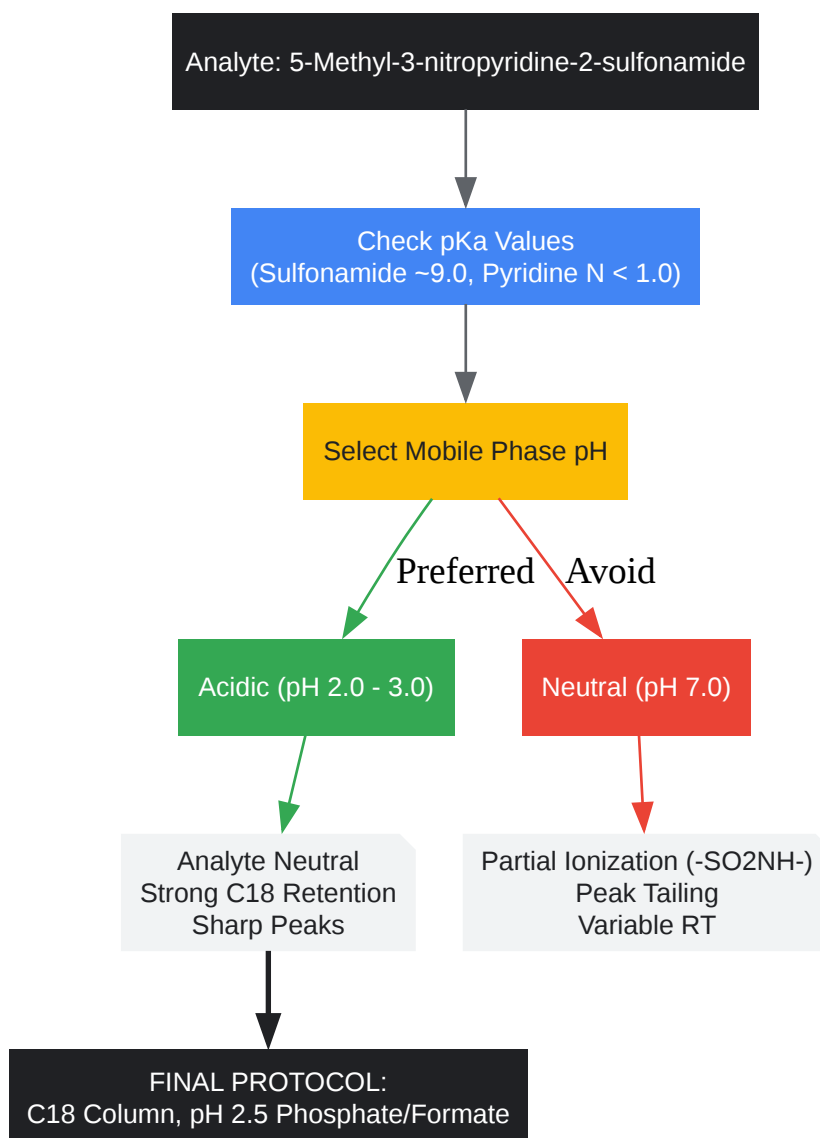 Analyte: 5-Methyl-3-nitropyridine-2-sulfonamide
Check pKa Values
(Sulfonamide ~9.0, Pyridine N < 1.0)
Select Mobile Phase pH
Preferred
Avoid
Acidic (pH 2.0 - 3.0)
Neutral (pH 7.0)
Analyte Neutral
Strong C18 Retention
Sharp Peaks
Partial Ionization (-SO2NH-)
Peak Tailing
Variable RT
FINAL PROTOCOL:
C18 Column, pH 2.5 Phosphate/Formate